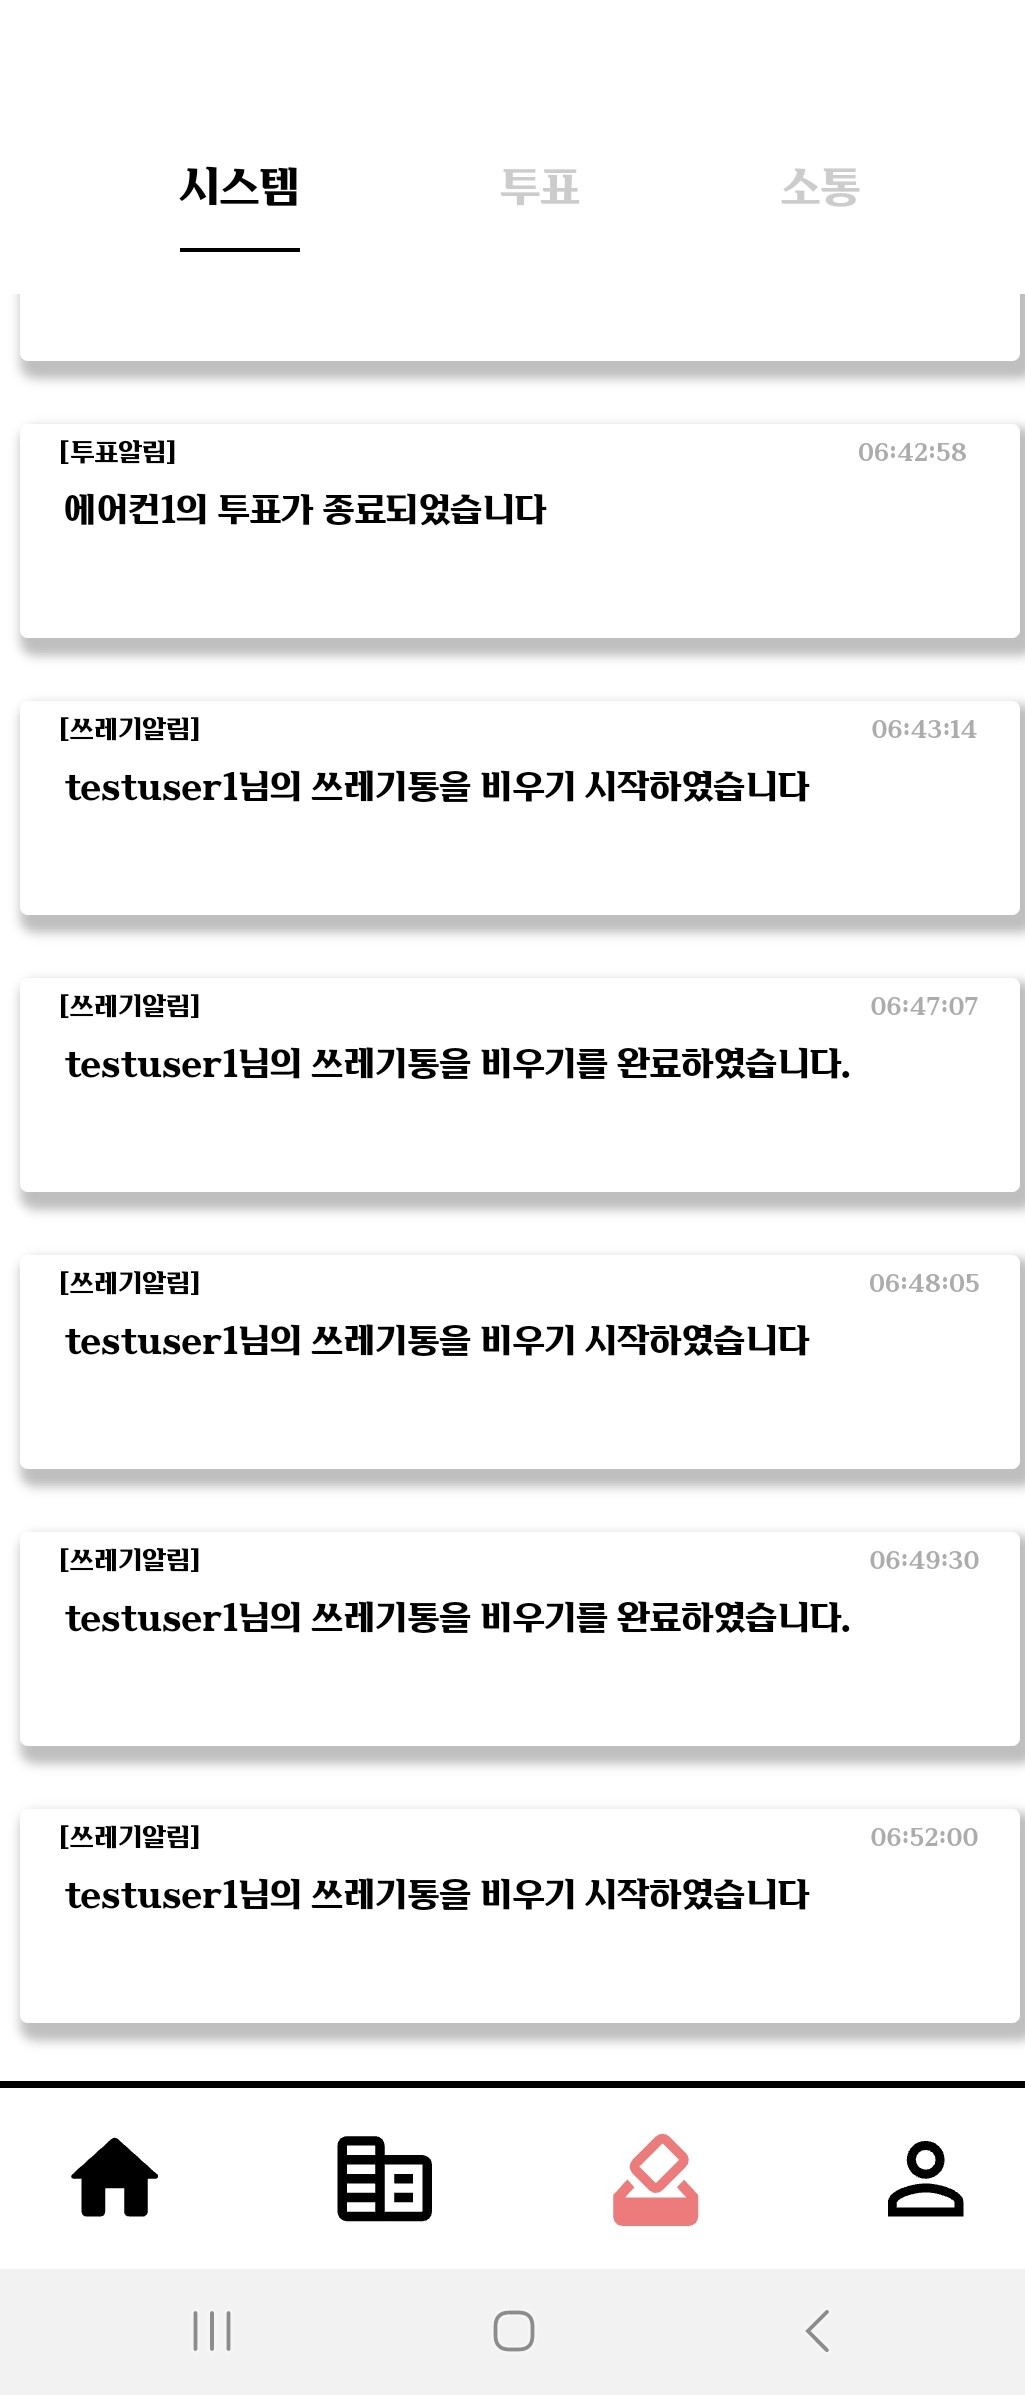 시스템 투표 소통
[투표알림] 06:42:58
에어컨1의 투표가 종료되었습니다
[쓰레기알림] 06:43:14
testuser1님의 쓰레기통을 비우기 시작하였습니다
[쓰레기알림] 06:47:07
testuser1님의 쓰레기통을 비우기를 완료하였습니다.
[쓰레기알림] 06:48:05
testuser1님의 쓰레기통을 비우기 시작하였습니다
[쓰레기알림] 06:49:30
testuser1님의 쓰레기통을 비우기를 완료하였습니다.
[쓰레기알림] 06:52:00
testuser1님의 쓰레기통을 비우기 시작하였습니다